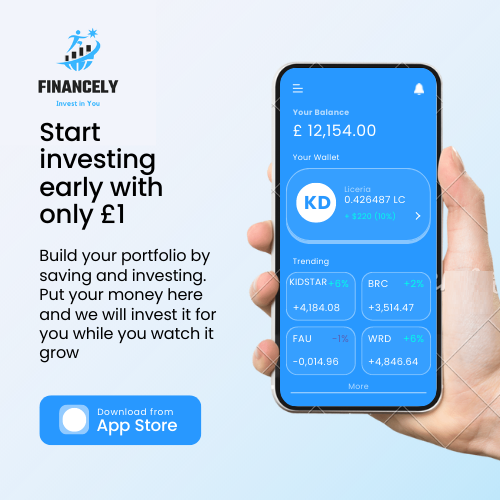 FINANCELY
Invest in You
Start
investing
early with
only £1
Build your portfolio by
saving and investing.
Put your money here
and we will invest it for
you while you watch it
grow
Download from
App Store
Your Balance
£ 12,154.00
Your Wallet
KD
Liceria
0.426487 LC
+ $220 (10%)
Trending
KIDSTAR +6%
+4,184.08
BRC +2%
+3,514.47
FAU -1%
-0,014.96
WRD +6%
+4,846.64
More